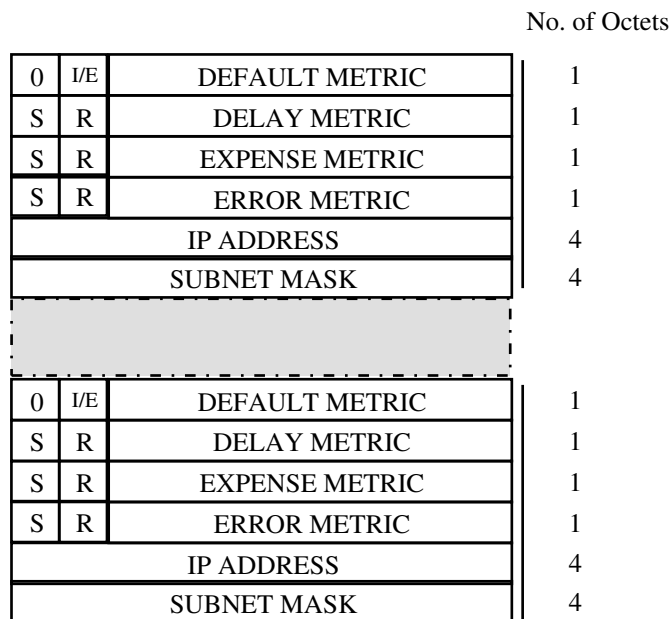 No. of Octets
0 I/E DEFAULT METRIC 1
S R DELAY METRIC 1
S R EXPENSE METRIC 1
S R ERROR METRIC 1
IP ADDRESS 4
SUBNET MASK 4
0 I/E DEFAULT METRIC 1
S R DELAY METRIC 1
S R EXPENSE METRIC 1
S R ERROR METRIC 1
IP ADDRESS 4
SUBNET MASK 4